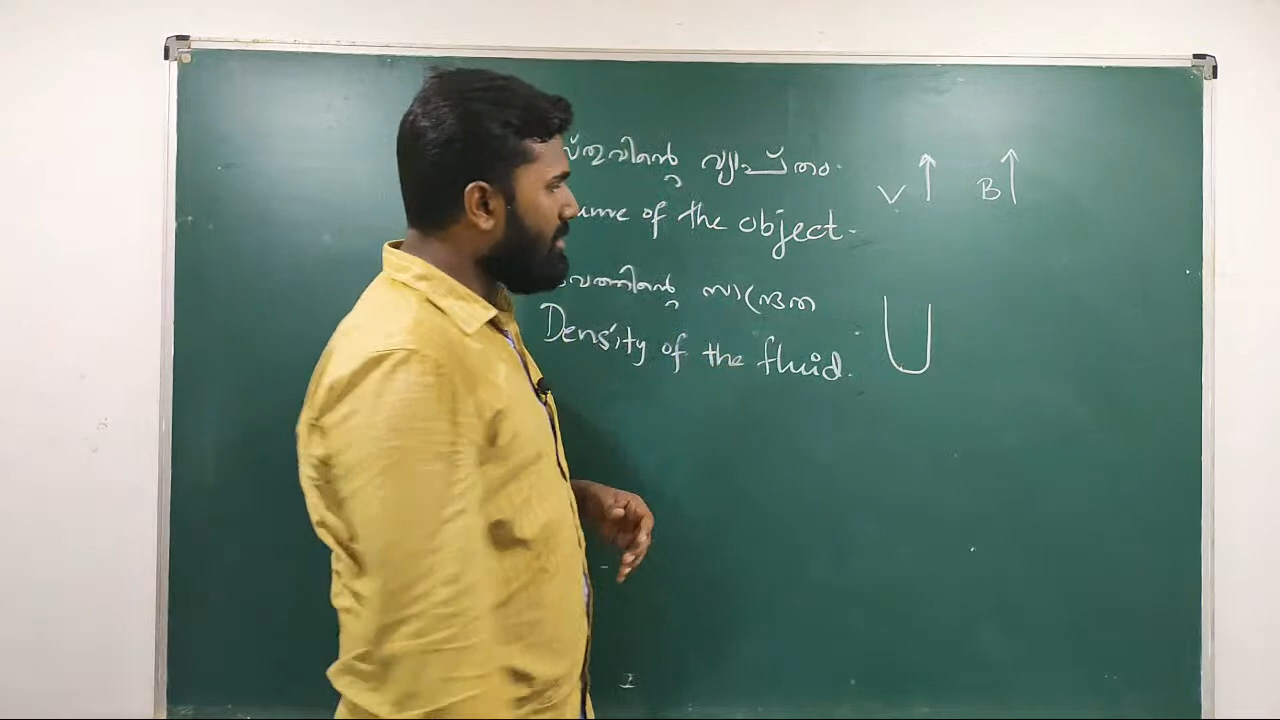 വ്യാപ്തം. V↑ B↑
of the object.
സാന്ദ്രത
Density of the fluid.